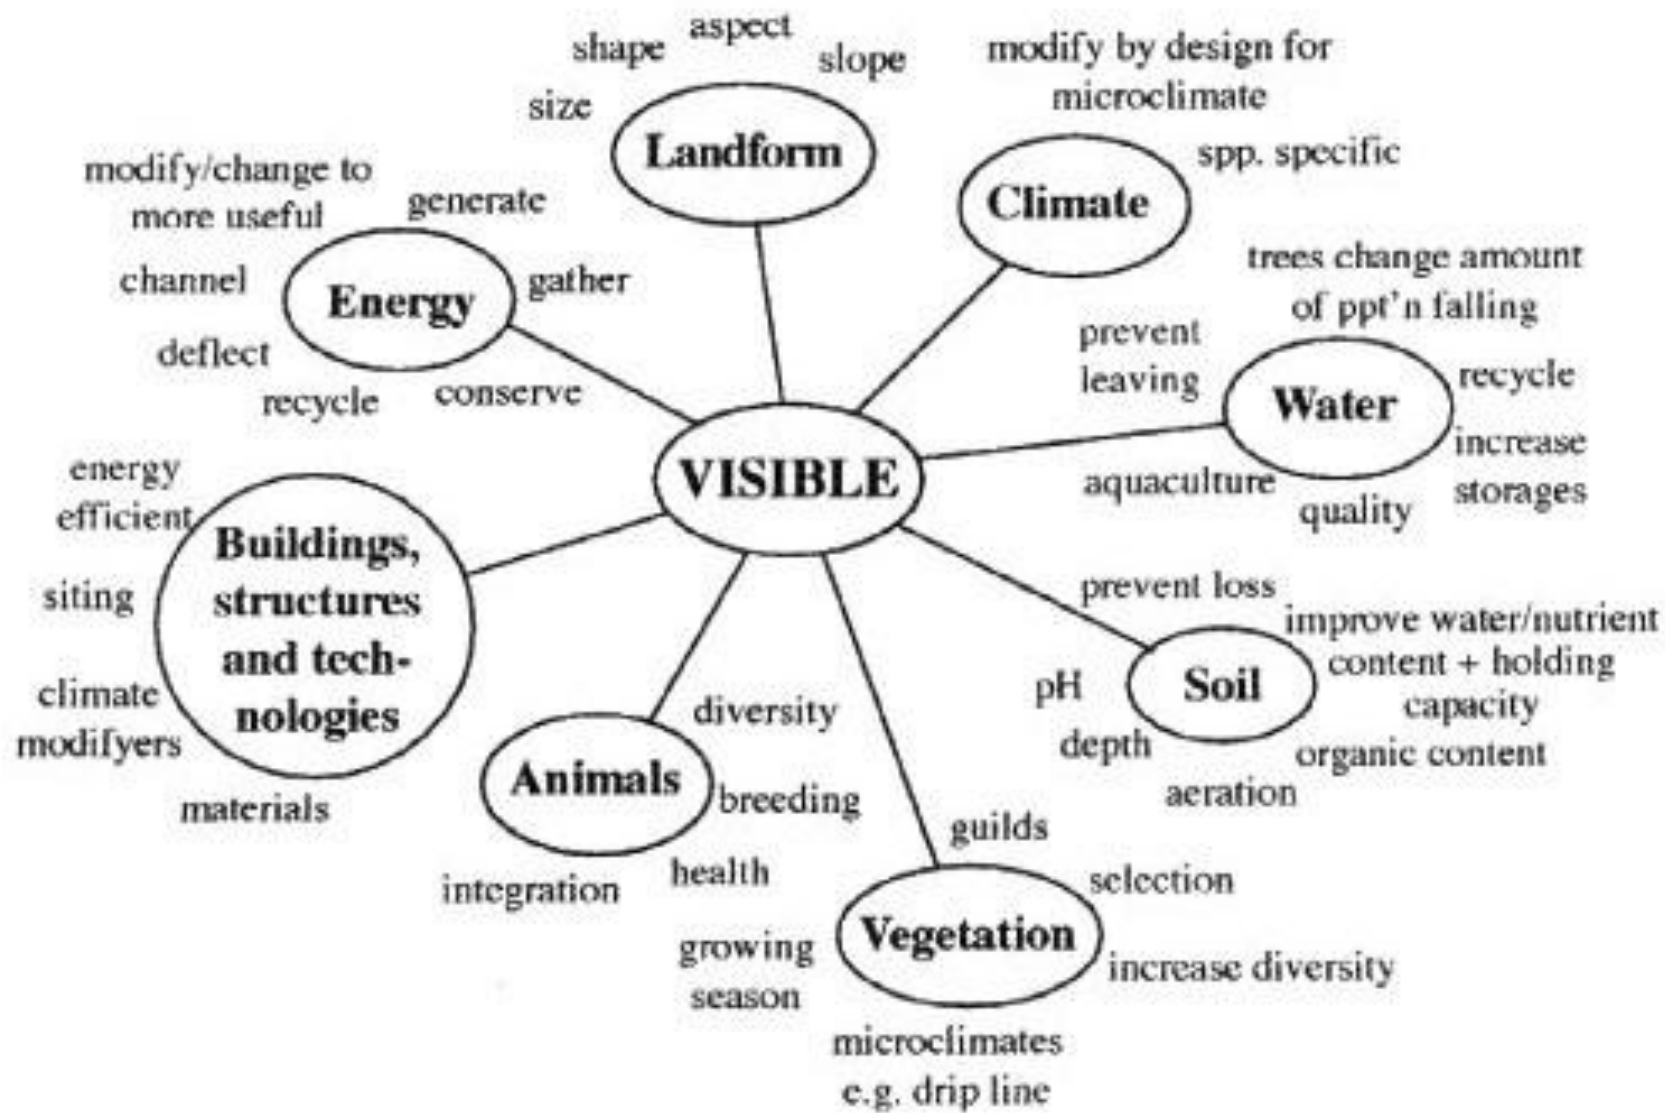 aspect
shape
slope
size
Landform
modify by design for
microclimate
spp. specific
Climate
modify/change to
more useful
generate
channel
gather
Energy
deflect
recycle
conserve
trees change amount
of ppt'n falling
prevent
leaving
recycle
Water
increase
storages
aquaculture
quality
VISIBLE
energy
efficient
Buildings,
structures
and tech-
nologies
siting
climate
modifyers
materials
prevent loss
improve water/nutrient
content + holding
capacity
pH
Soil
depth
organic content
aeration
diversity
Animals
breeding
health
integration
guilds
selection
Vegetation
growing
season
increase diversity
microclimates
e.g. drip line